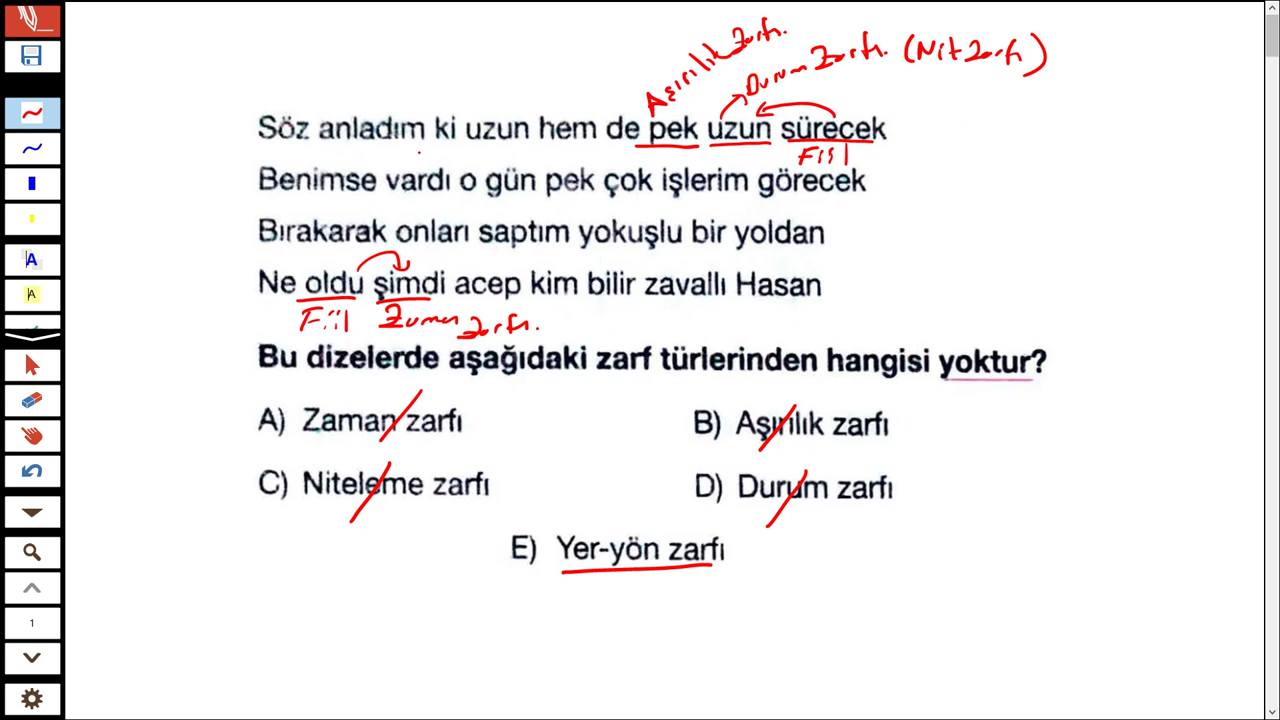 Aşırılık Zarfı.
Durum Zarfı. (Nit Zarfı)
Söz anladım ki uzun hem de pek uzun sürecek
Fiil
Benimse vardı o gün pek çok işlerim görecek
Bırakarak onları saptım yokuşlu bir yoldan
Ne oldu şimdi acep kim bilir zavallı Hasan
Fiil Zaman Zarfı.
Bu dizelerde aşağıdaki zarf türlerinden hangisi yoktur?
A) Zaman zarfı
B) Aşırılık zarfı
C) Niteleme zarfı
D) Durum zarfı
E) Yer-yön zarfı
A
A
1